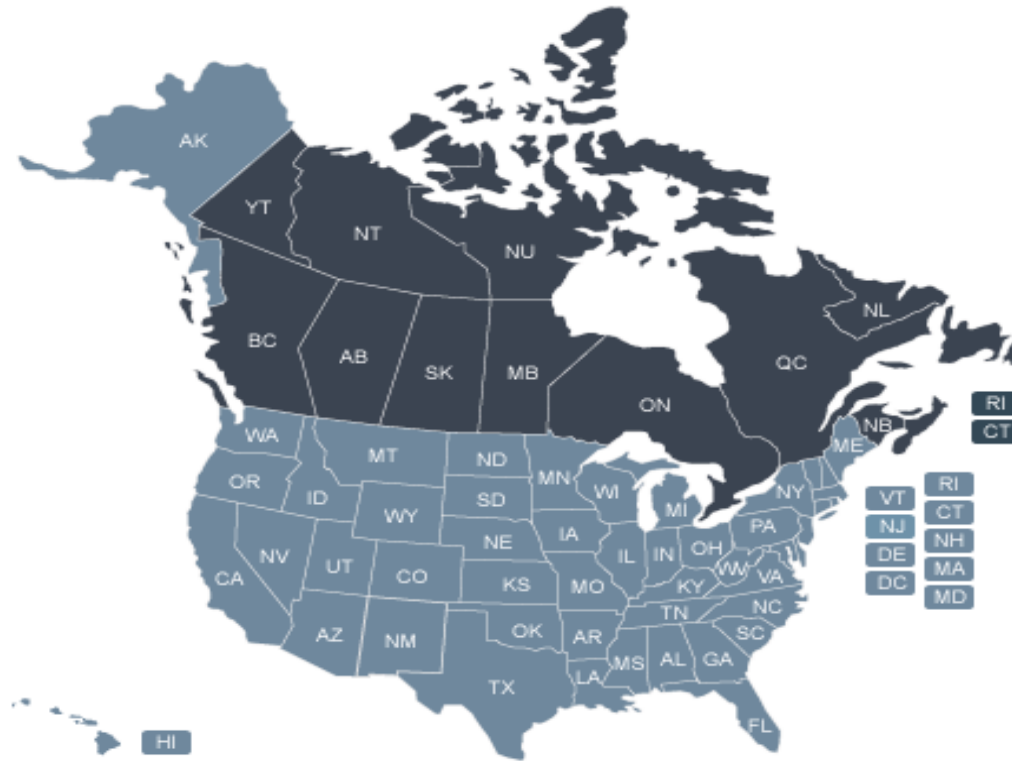 AK
YT
NT
NU
NL
BC
AB
SK
MB
QC
ON
RI
NB
CT
WA
ME
MT
ND
OR
MN
WI
NY
RI
ID
SD
VT
WY
MI
CT
PA
NJ
IA
NE
NH
OH
NV
IL
IN
DE
UT
WV
MA
CO
VA
CA
DC
KS
MO
KY
MD
NC
TN
OK
SC
AZ
AR
NM
GA
AL
MS
LA
TX
FL
HI